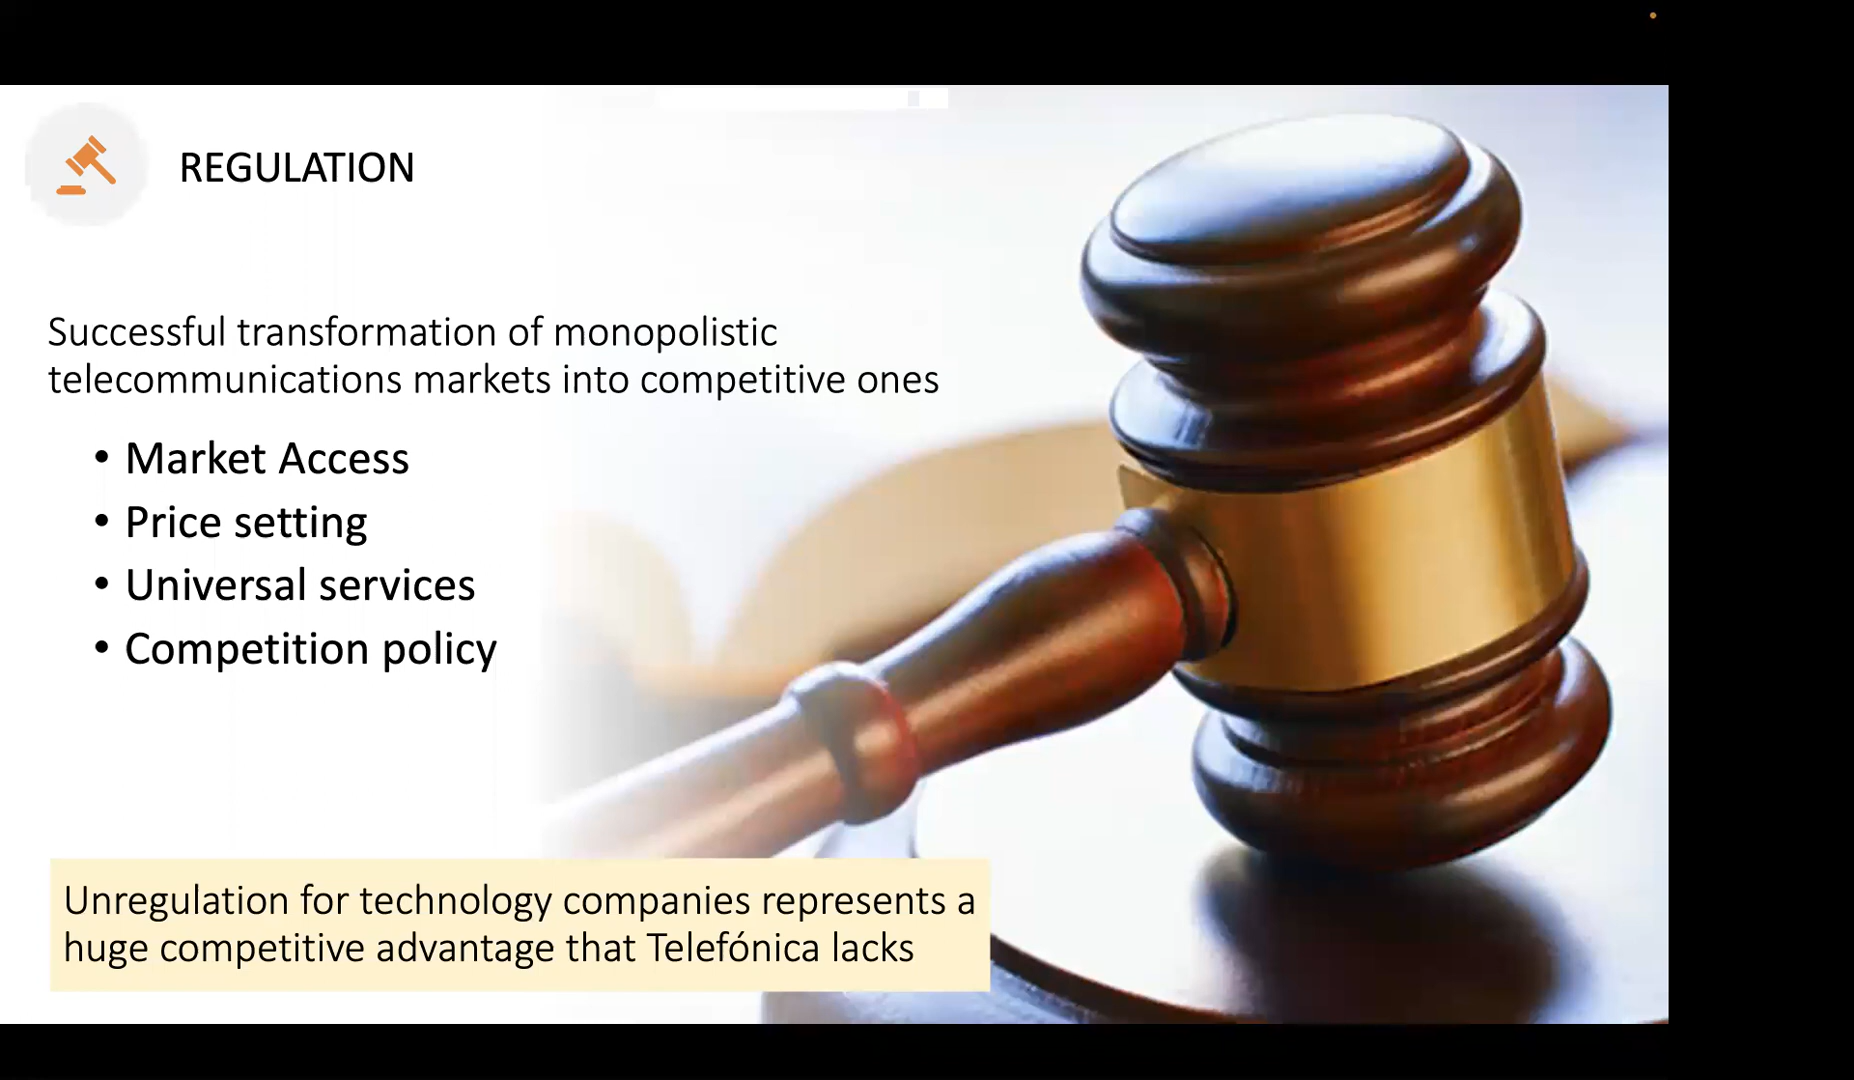 REGULATION
Successful transformation of monopolistic
telecommunications markets into competitive ones
• Market Access
• Price setting
• Universal services
• Competition policy
Unregulation for technology companies represents a
huge competitive advantage that Telefónica lacks